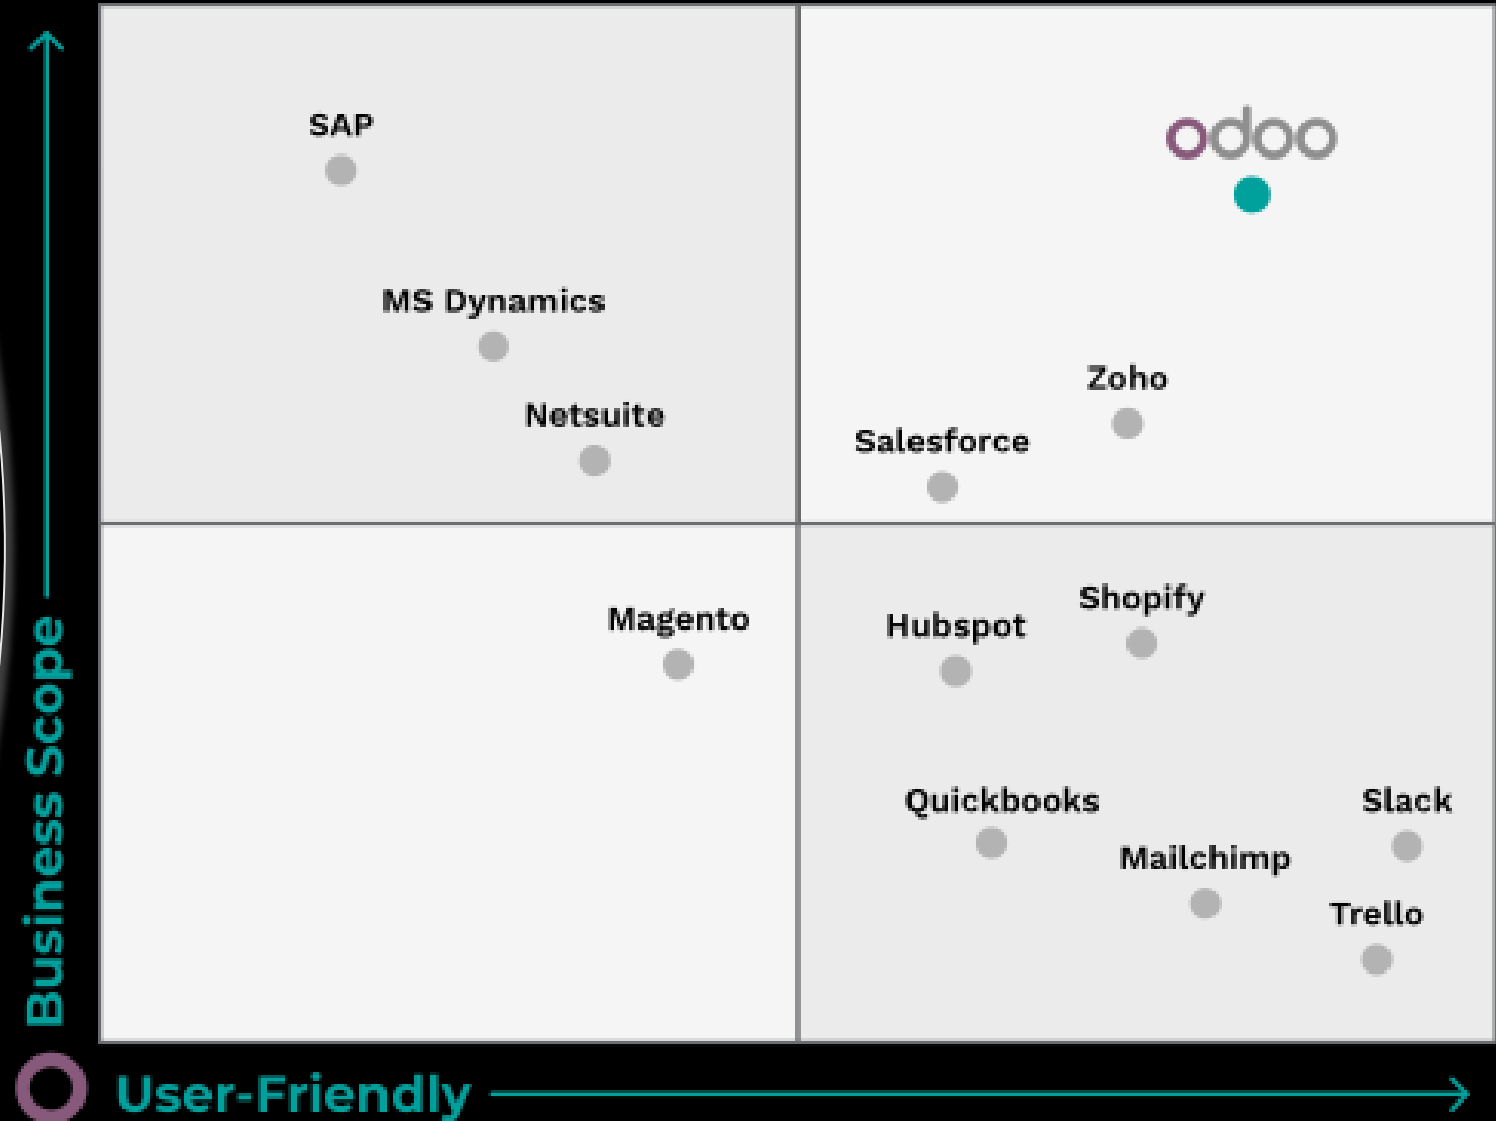 SAP
odoo
MS Dynamics
Zoho
Netsuite
Salesforce
Shopify
Magento
Hubspot
Quickbooks
Slack
Mailchimp
Trello
Business Scope
User-Friendly